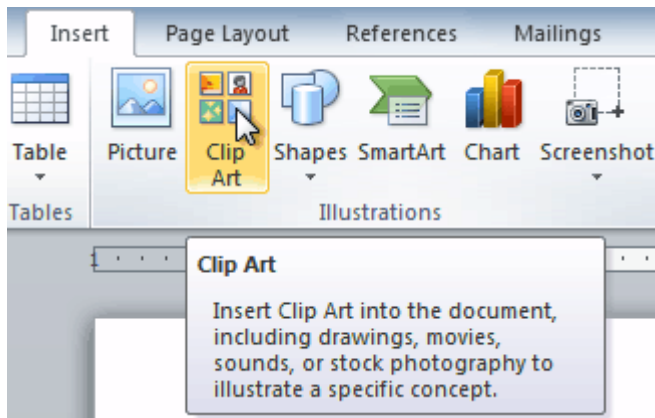 Insert Page Layout References Mailings
Table Picture Clip Art Shapes SmartArt Chart Screenshot
Tables Illustrations
1
Clip Art
Insert Clip Art into the document,
including drawings, movies,
sounds, or stock photography to
illustrate a specific concept.